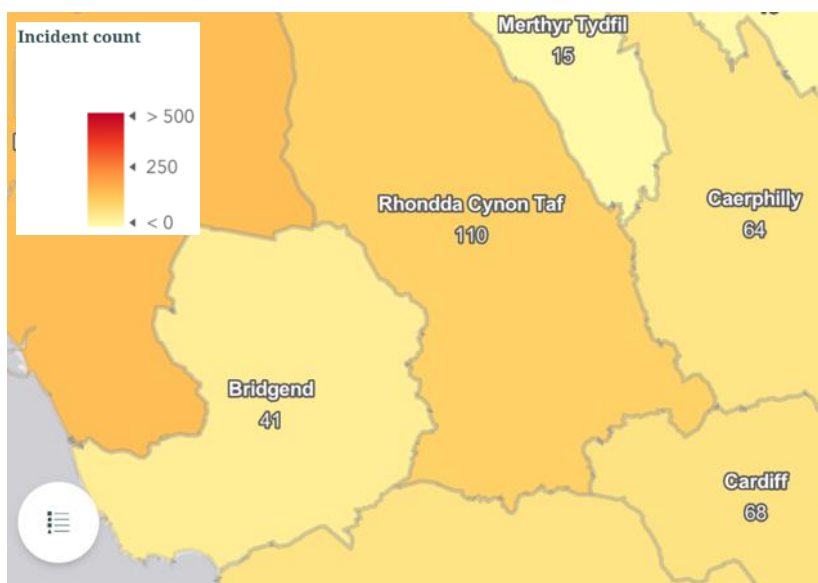 Incident count
> 500
250
< 0
Merthyr Tydfil
15
Rhondda Cynon Taf
110
Caerphilly
64
Bridgend
41
Cardiff
68